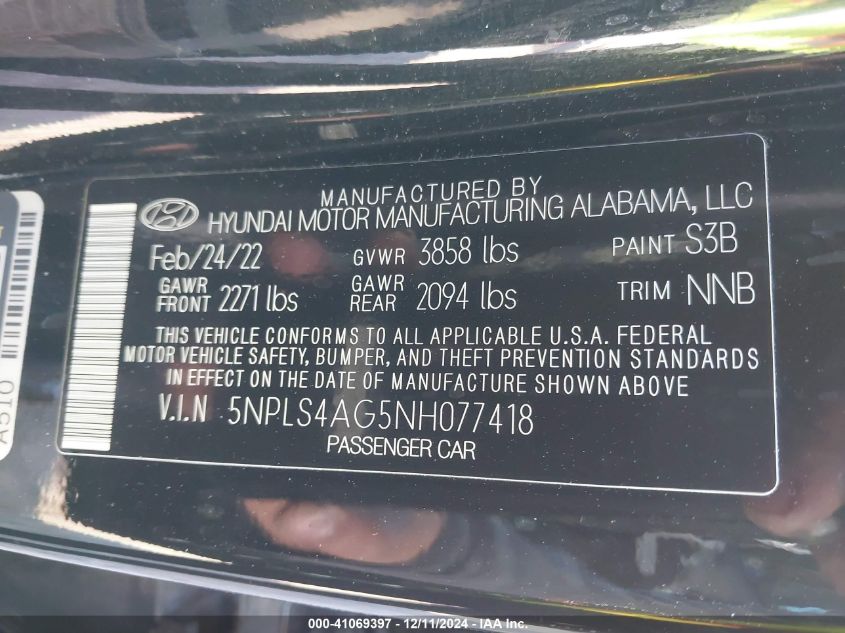 MANUFACTURED BY
HYUNDAI MOTOR MANUFACTURING ALABAMA, LLC
Feb/24/22 GVWR 3858 lbs PAINT S3B
GAWR FRONT 2271 lbs GAWR REAR 2094 lbs TRIM NNB
THIS VEHICLE CONFORMS TO ALL APPLICABLE U.S.A. FEDERAL
MOTOR VEHICLE SAFETY, BUMPER, AND THEFT PREVENTION STANDARDS
IN EFFECT ON THE DATE OF MANUFACTURE SHOWN ABOVE
V.I.N 5NPLS4AG5NH077418
PASSENGER CAR
A510
000-41069397 - 12/11/2024 - IAA Inc.